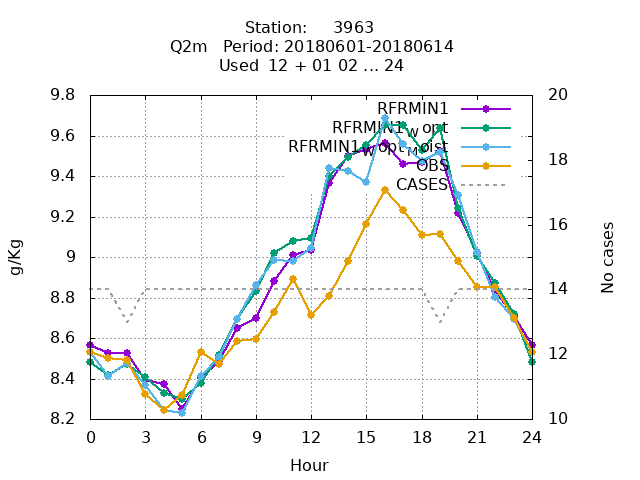 Station: 3963
Q2m Period: 20180601-20180614
Used 12 + 01 02 ... 24
9.8
9.6
9.4
9.2
9
8.8
8.6
8.4
8.2
g/Kg
20
18
16
14
12
10
No cases
RFRMIN1
RFRMIN1_W_opt
RFRMIN1_W_opt_Moist
OBS
CASES
0 3 6 9 12 15 18 21 24
Hour